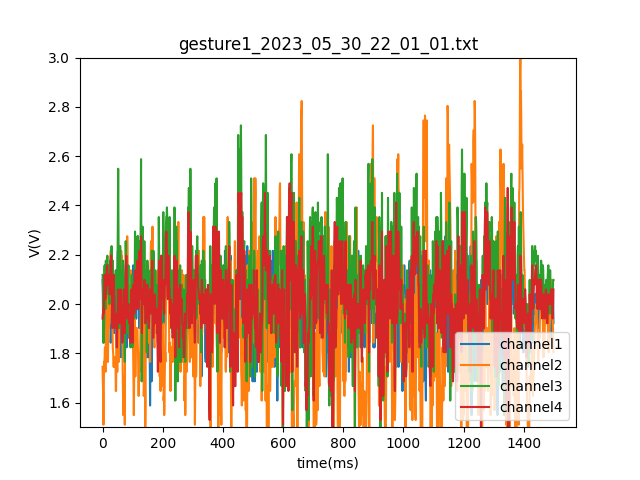 gesture1_2023_05_30_22_01_01.txt
V(V)
3.0
2.8
2.6
2.4
2.2
2.0
1.8
1.6
channel1
channel2
channel3
channel4
0 200 400 600 800 1000 1200 1400
time(ms)